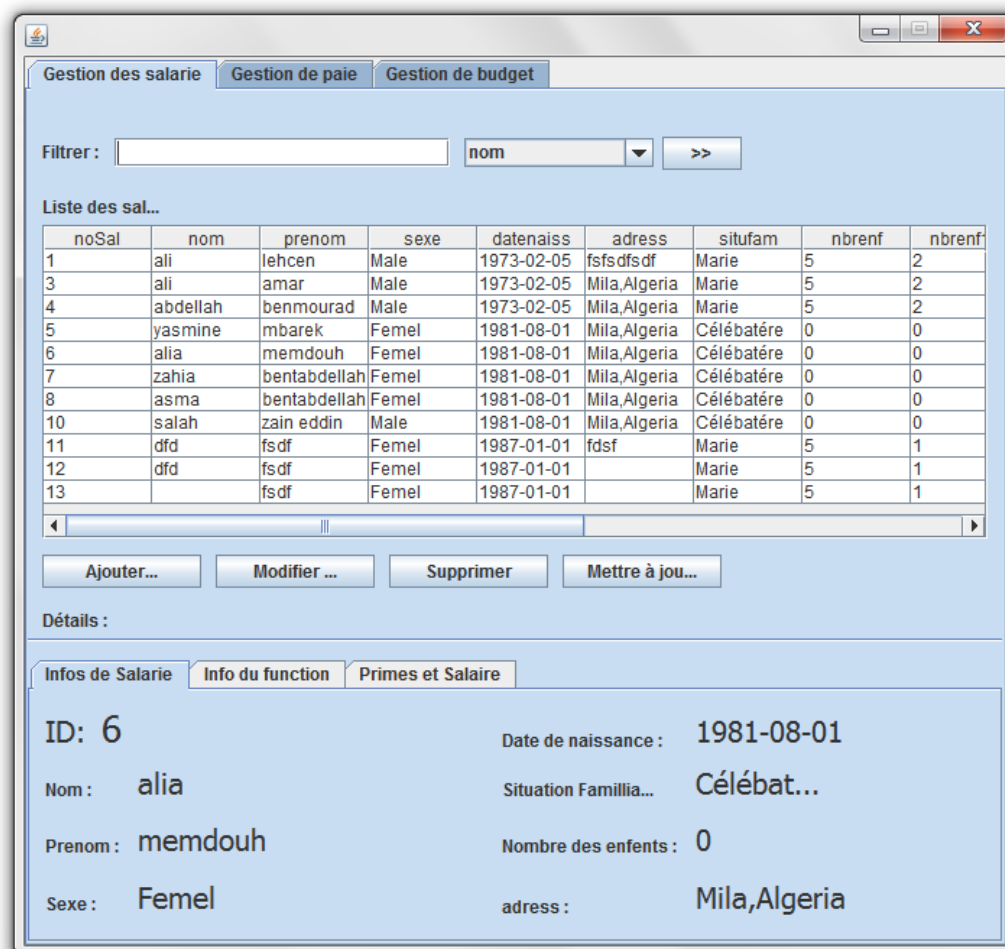 Gestion des salarie Gestion de paie Gestion de budget
Filtrer : nom >>
Liste des sal...
noSal nom prenom sexe datenaiss adress situfam nbrenf nbrenf
1 ali lehcen Male 1973-02-05 fsfsdfsdf Marie 5 2
3 ali amar Male 1973-02-05 Mila,Algeria Marie 5 2
4 abdellah benmourad Male 1973-02-05 Mila,Algeria Marie 5 2
5 yasmine mbarek Femel 1981-08-01 Mila,Algeria Célébatére 0 0
6 alia memdouh Femel 1981-08-01 Mila,Algeria Célébatére 0 0
7 zahia bentabdellah Femel 1981-08-01 Mila,Algeria Célébatére 0 0
8 asma bentabdellah Femel 1981-08-01 Mila,Algeria Célébatére 0 0
10 salah zain eddin Male 1981-08-01 Mila,Algeria Célébatére 0 0
11 dfd fsdf Femel 1987-01-01 fdsf Marie 5 1
12 dfd fsdf Femel 1987-01-01 Marie 5 1
13 fsdf Femel 1987-01-01 Marie 5 1
Ajouter... Modifier ... Supprimer Mettre à jou...
Détails :
Infos de Salarie Info du function Primes et Salaire
ID: 6 Date de naissance : 1981-08-01
Nom : alia Situation Famillia... Célébat...
Prenom : memdouh Nombre des enfents : 0
Sexe : Femel adress : Mila,Algeria